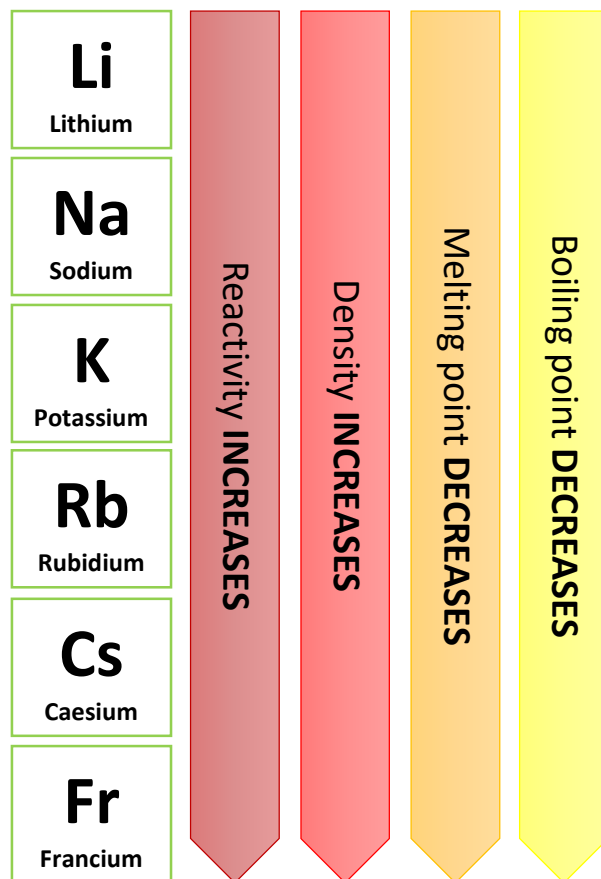 Li
Lithium
Na
Sodium
K
Potassium
Rb
Rubidium
Cs
Caesium
Fr
Francium
Reactivity INCREASES
Density INCREASES
Melting point DECREASES
Boiling point DECREASES